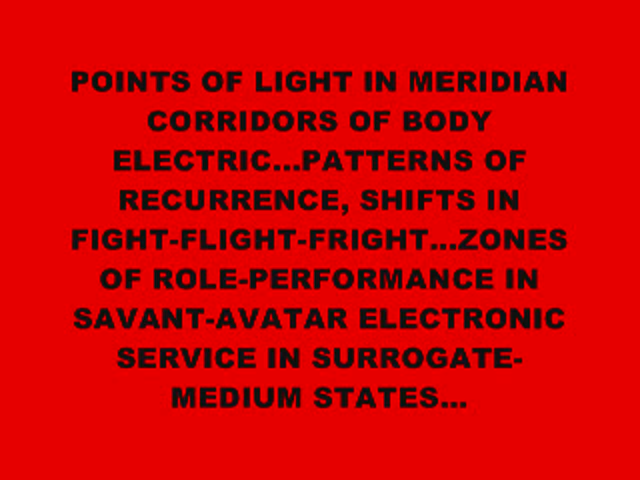 POINTS OF LIGHT IN MERIDIAN
CORRIDORS OF BODY
ELECTRIC...PATTERNS OF
RECURRENCE, SHIFTS IN
FIGHT-FLIGHT-FRIGHT...ZONES
OF ROLE-PERFORMANCE IN
SAVANT-AVATAR ELECTRONIC
SERVICE IN SURROGATE-
MEDIUM STATES...